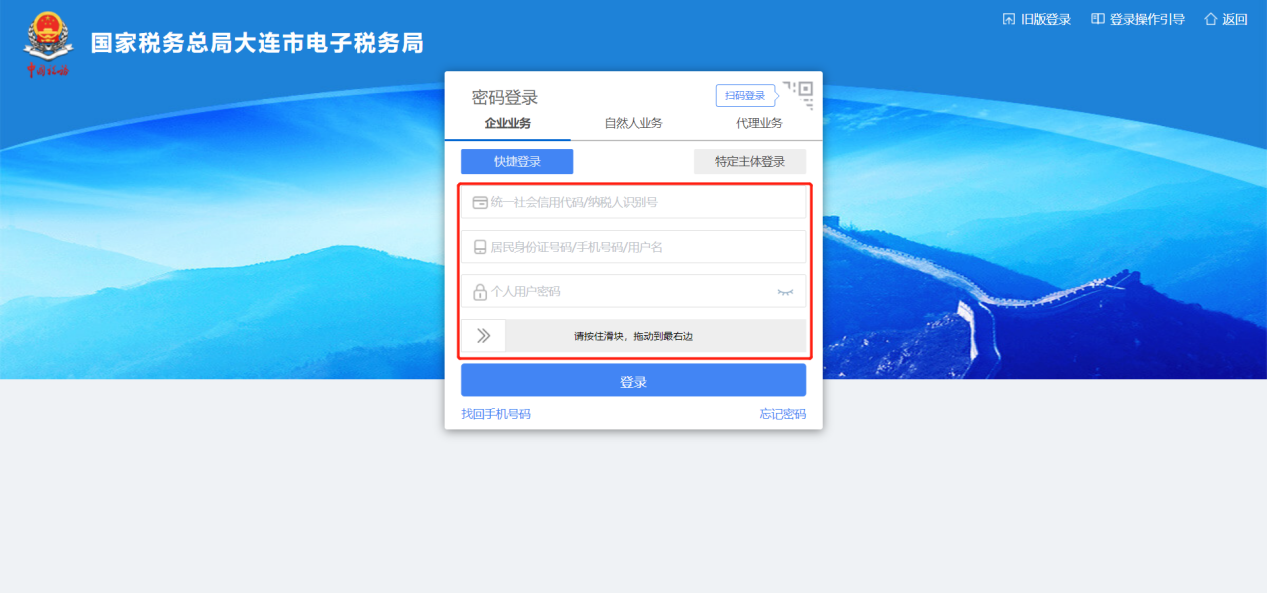 旧版登录 登录操作引导 返回
国家税务总局大连市电子税务局
中国税务
密码登录 扫码登录
企业业务 自然人业务 代理业务
快捷登录 特定主体登录
统一社会信用代码/纳税人识别号
居民身份证号码/手机号码/用户名
个人用户密码
请按住滑块，拖动到最右边
登录
找回手机号码 忘记密码